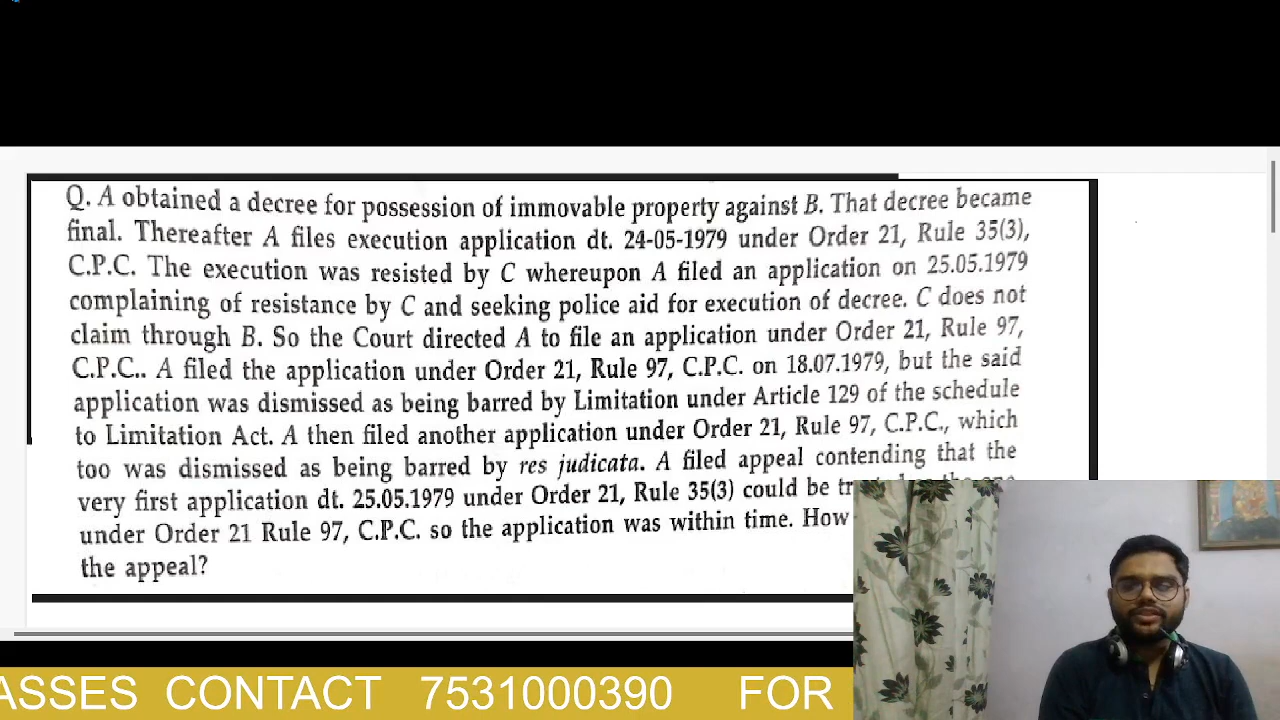 Q. A obtained a decree for possession of immovable property against B. That decree became
final. Thereafter A files execution application dt. 24-05-1979 under Order 21, Rule 35(3),
C.P.C. The execution was resisted by C whereupon A filed an application on 25.05.1979
complaining of resistance by C and seeking police aid for execution of decree. C does not
claim through B. So the Court directed A to file an application under Order 21, Rule 97,
C.P.C.. A filed the application under Order 21, Rule 97, C.P.C. on 18.07.1979, but the said
application was dismissed as being barred by Limitation under Article 129 of the schedule
to Limitation Act. A then filed another application under Order 21, Rule 97, C.P.C., which
too was dismissed as being barred by res judicata. A filed appeal contending that the
very first application dt. 25.05.1979 under Order 21, Rule 35(3) could be
under Order 21 Rule 97, C.P.C. so the application was within time. How
the appeal?
ASSES CONTACT 7531000390 FOR